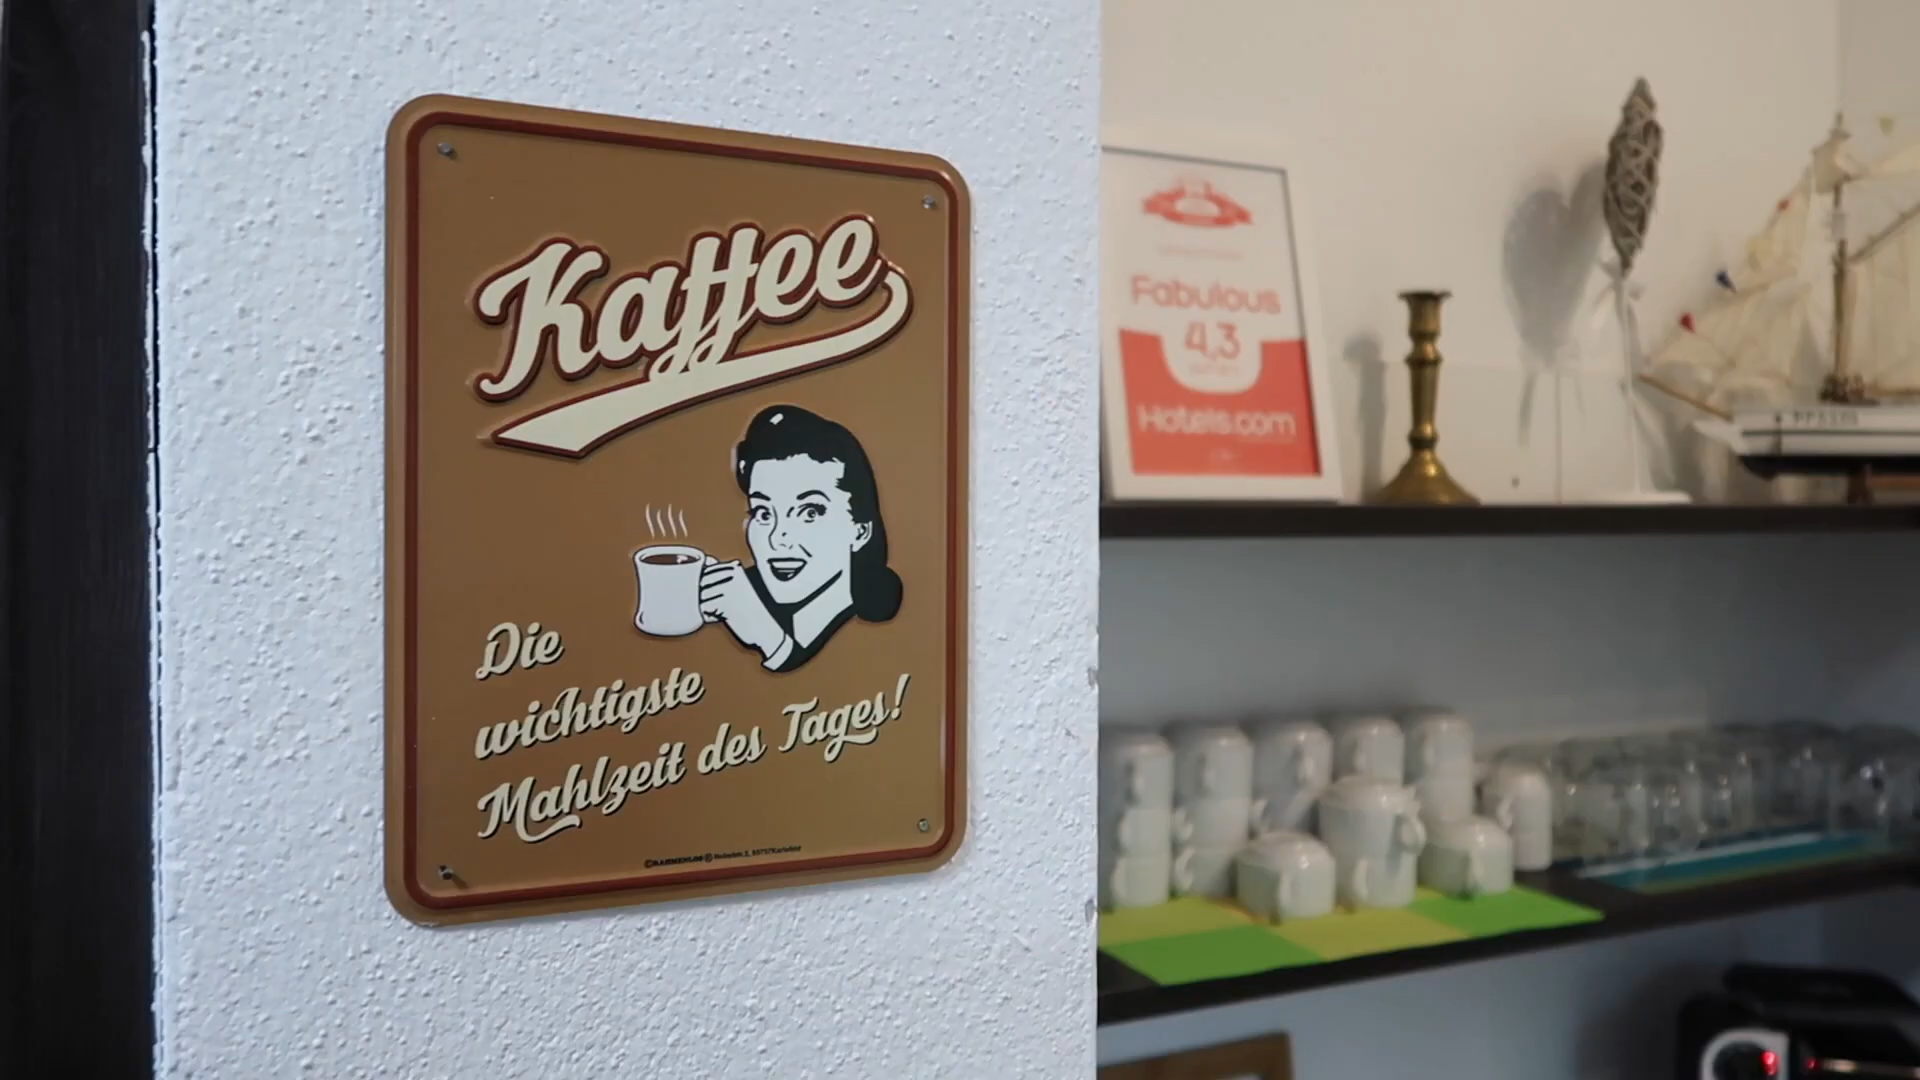 Kaffee
Die
wichtigste
Mahlzeit des Tages!
Fabulous
4,3
Hotels.com